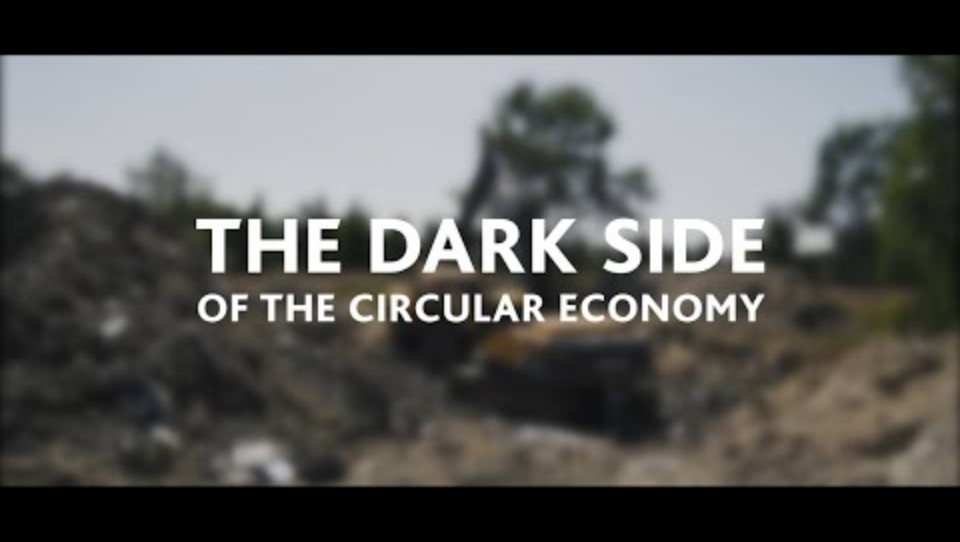 THE DARK SIDE
OF THE CIRCULAR ECONOMY